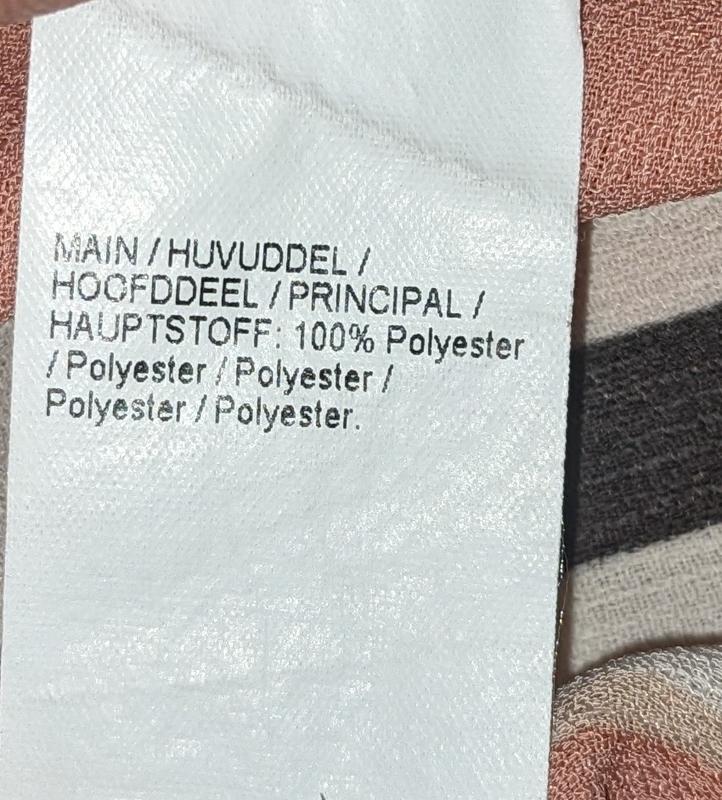 MAIN / HUVUDDEL /
HOOFDDEEL / PRINCIPAL /
HAUPTSTOFF: 100% Polyester
/ Polyester / Polyester /
Polyester / Polyester.